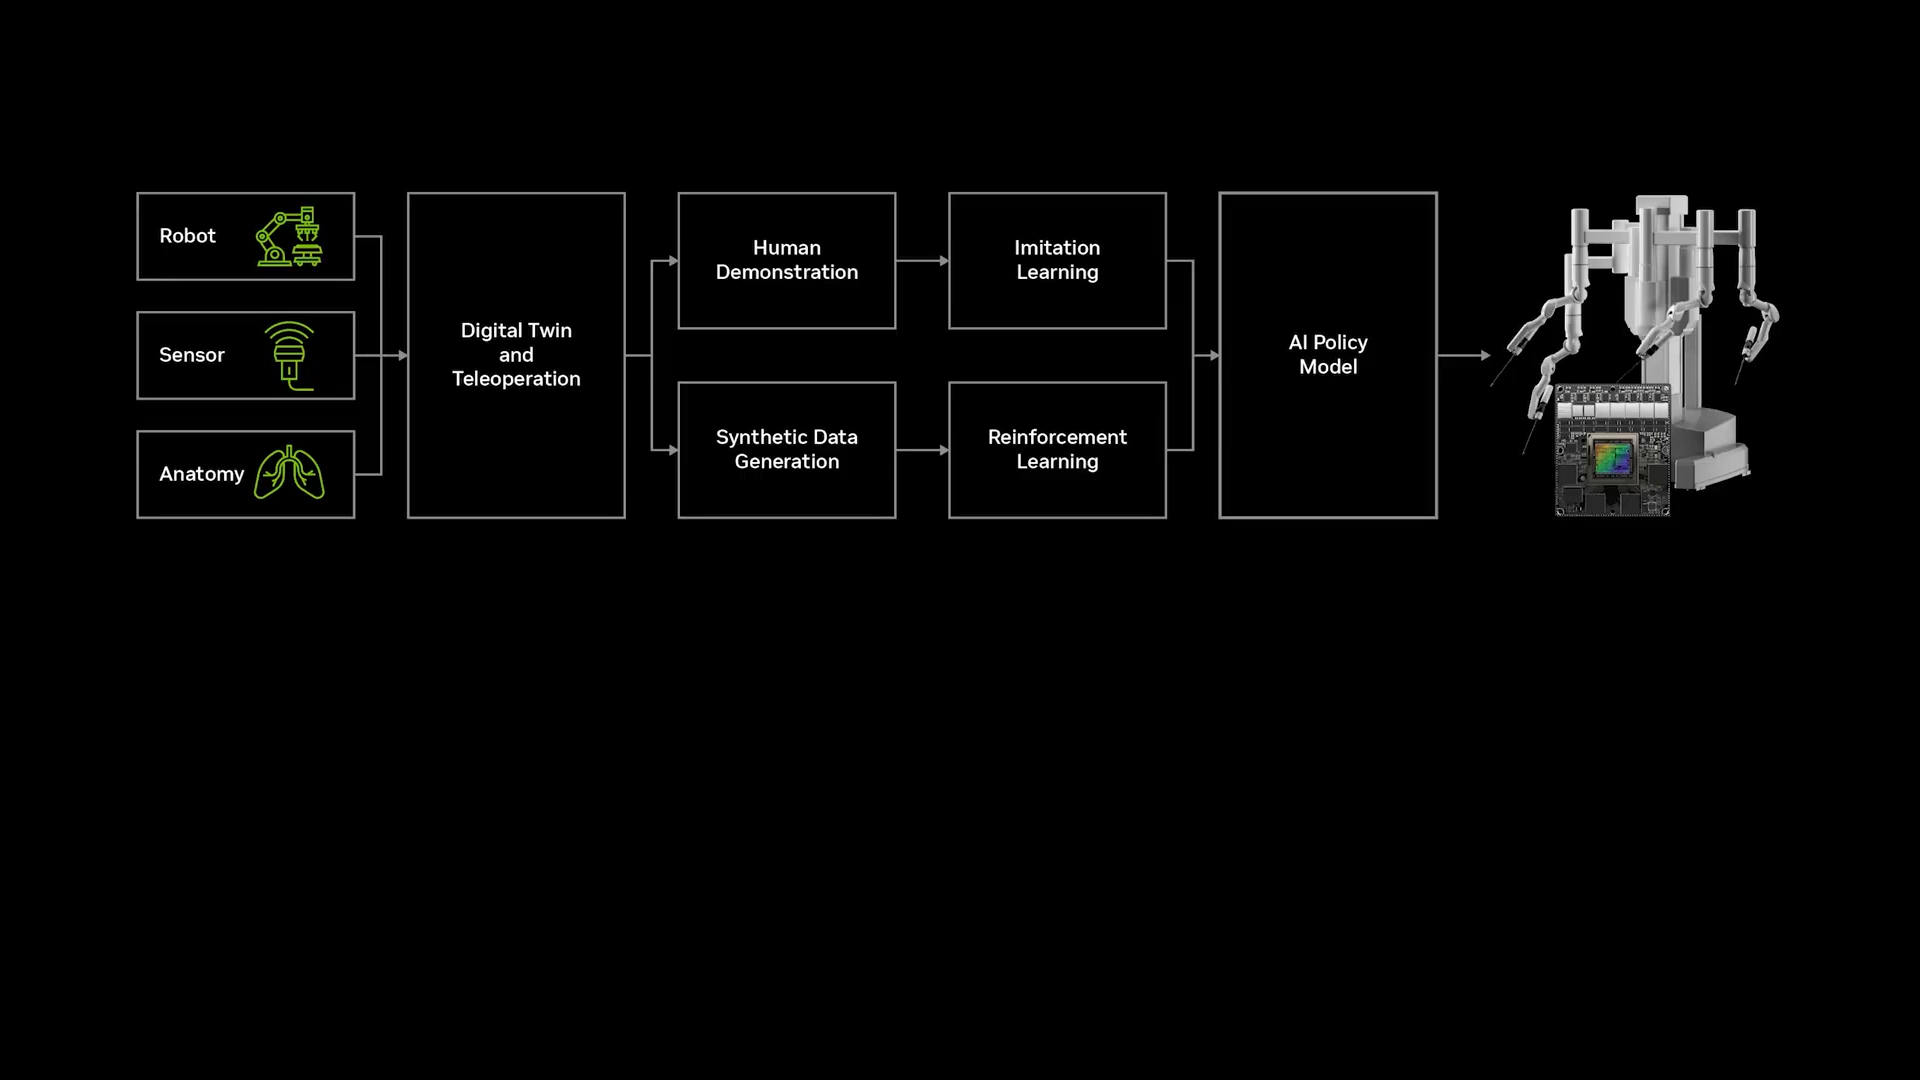 Robot
Sensor
Anatomy
Digital Twin
and
Teleoperation
Human
Demonstration
Synthetic Data
Generation
Imitation
Learning
Reinforcement
Learning
AI Policy
Model